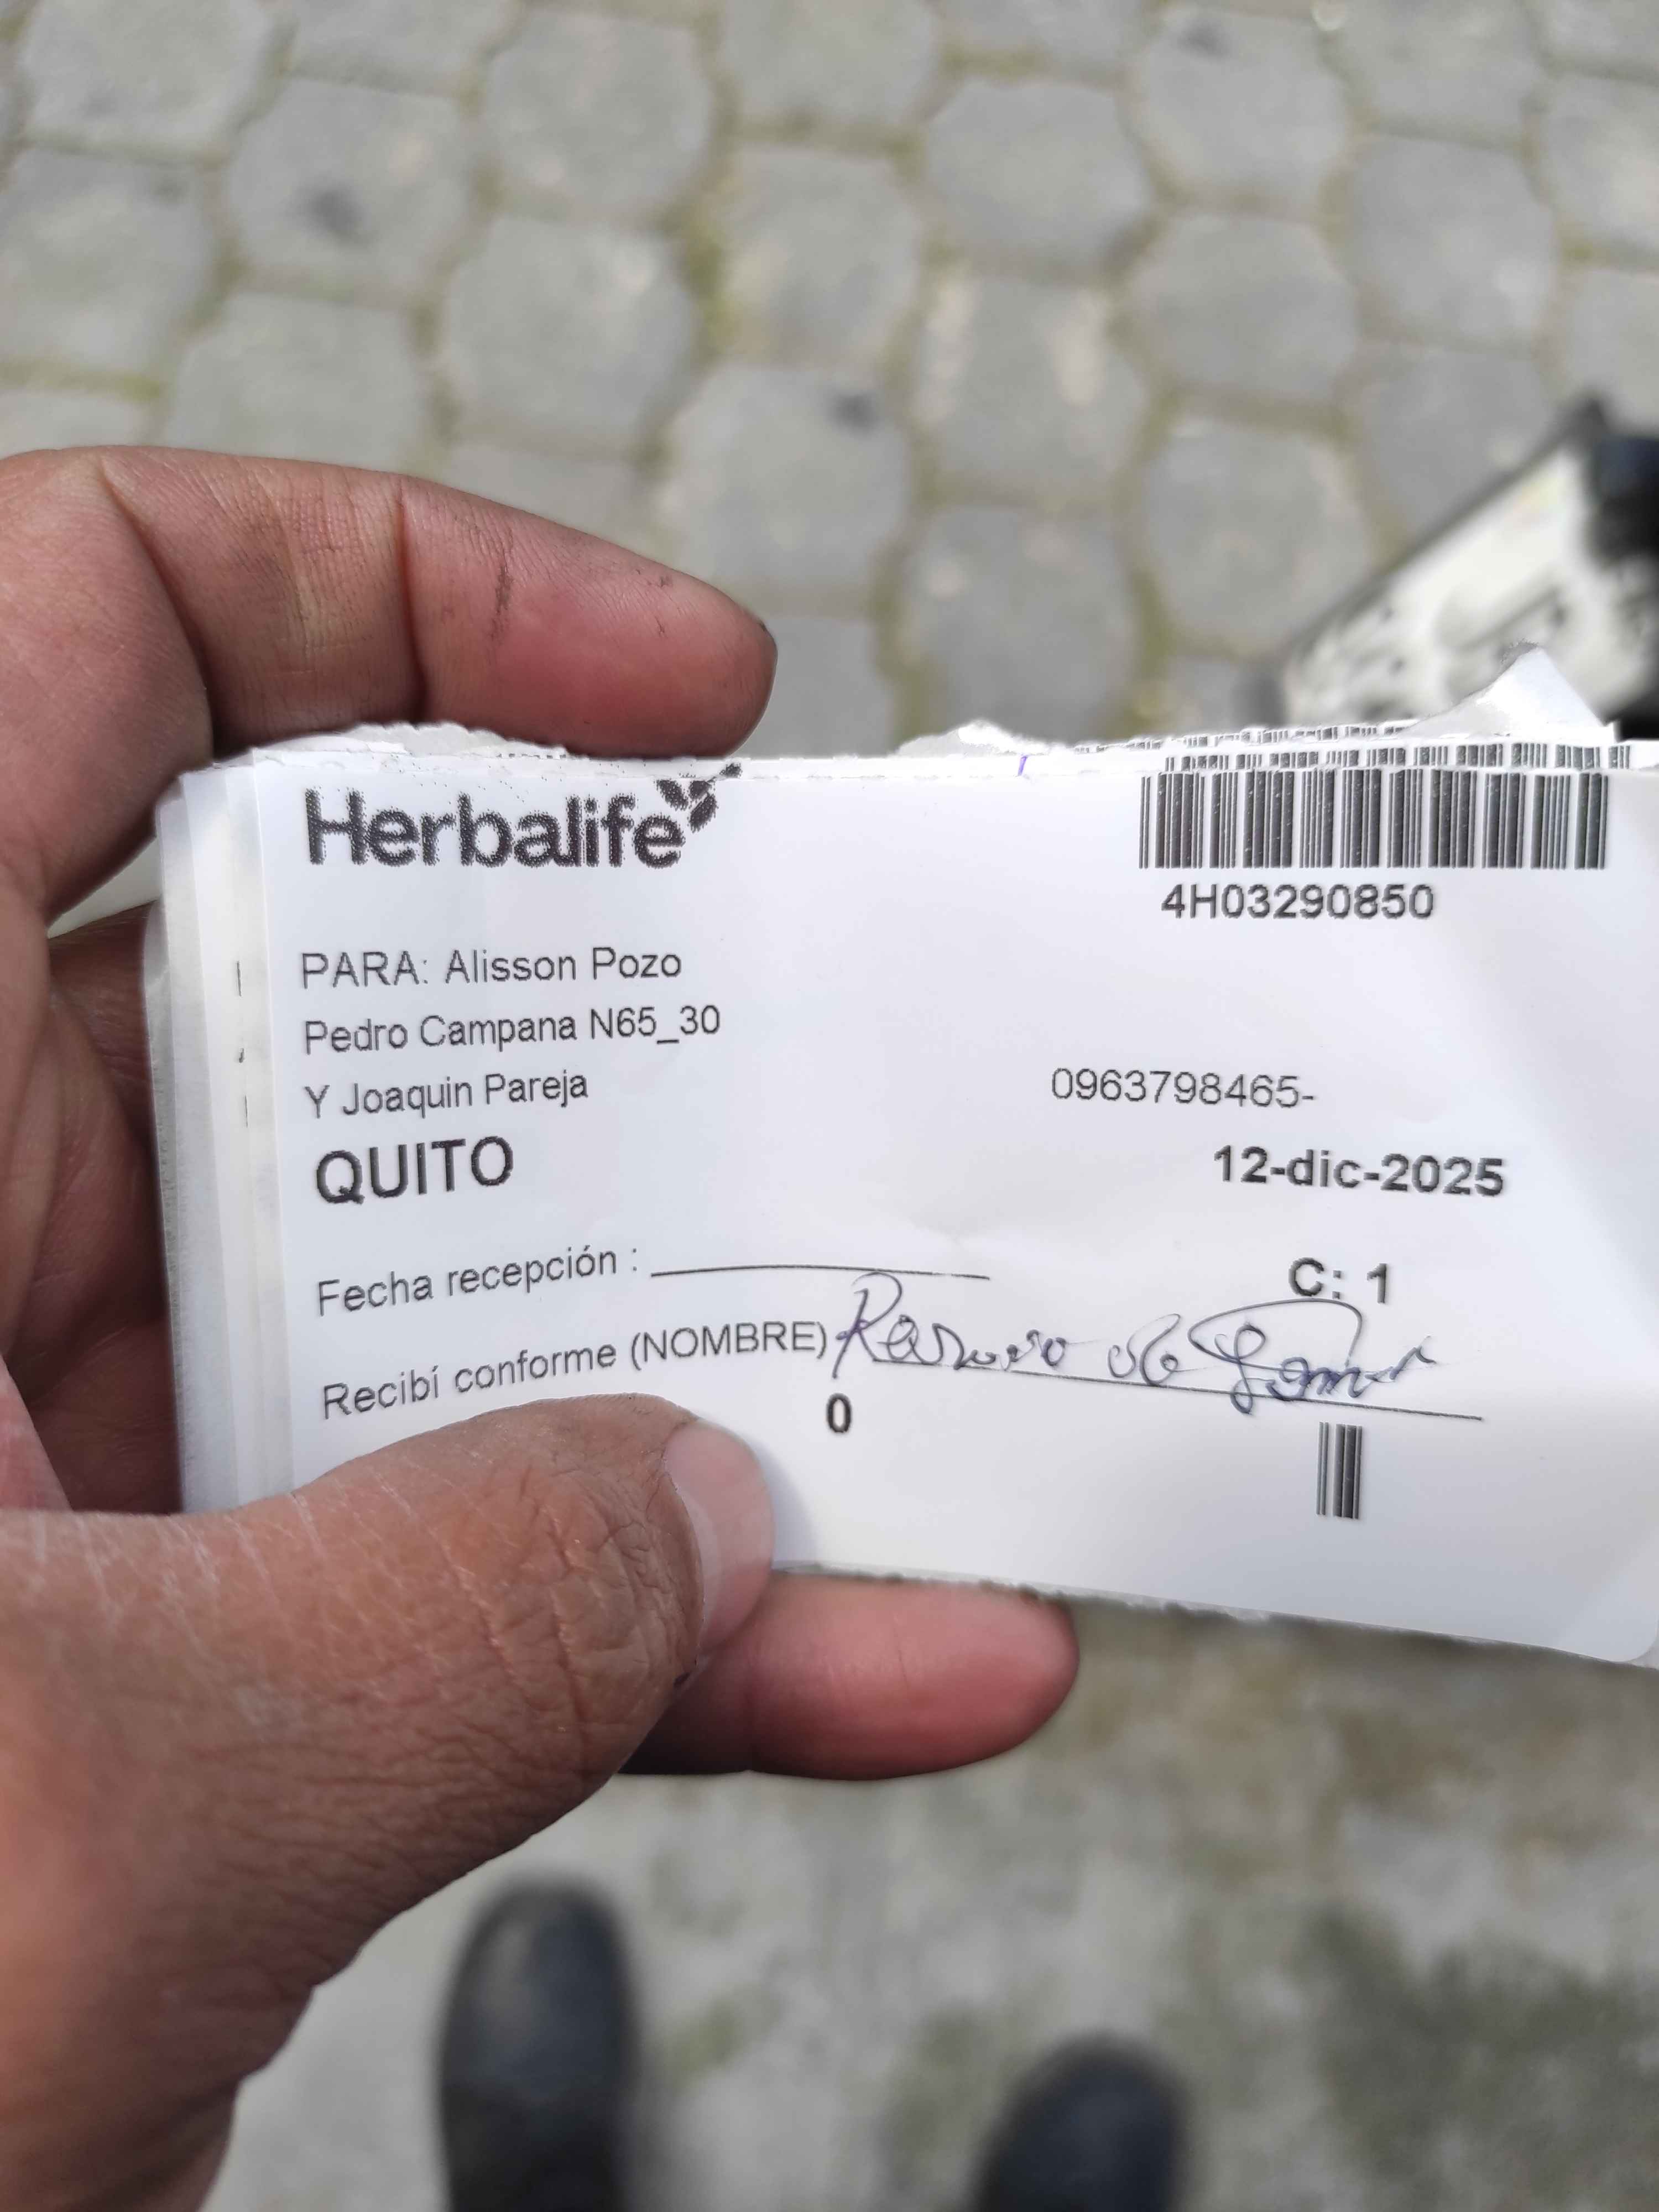 Herbalife
4H03290850
PARA: Alisson Pozo
Pedro Campana N65_30
Y Joaquin Pareja
0963798465-
QUITO
12-dic-2025
Fecha recepción :
C: 1
Recibí conforme (NOMBRE)
0